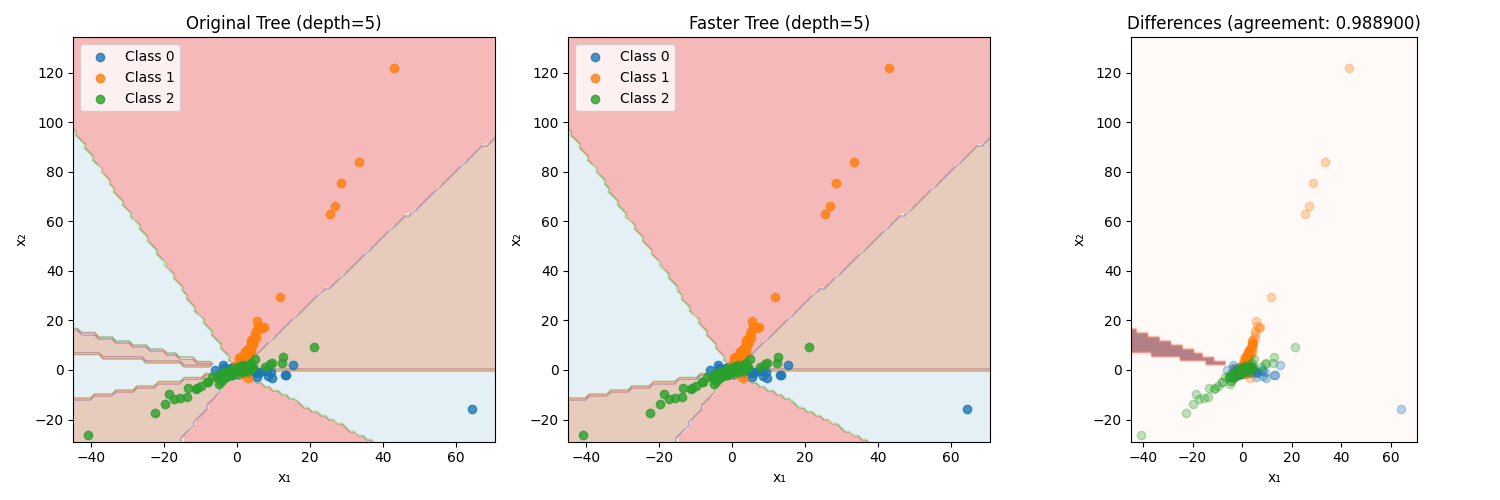 Original Tree (depth=5)
Class 0
Class 1
Class 2
120
100
80
60
40
20
0
−20
x₂
−40
−20
0
20
40
60
x₁
Faster Tree (depth=5)
Class 0
Class 1
Class 2
120
100
80
60
40
20
0
−20
x₂
−40
−20
0
20
40
60
x₁
Differences (agreement: 0.988900)
120
100
80
60
40
20
0
−20
x₂
−40
−20
0
20
40
60
x₁